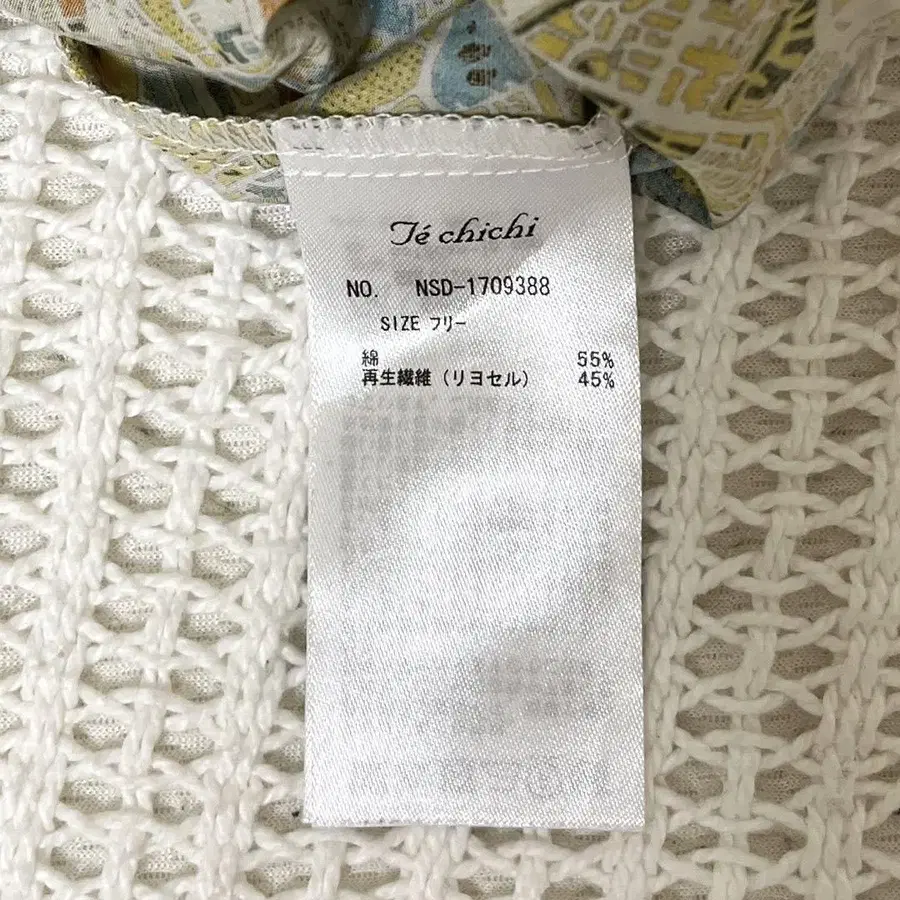 Té chichi
NO. NSD-1709388
SIZE フリー
綿 55%
再生繊維（リヨセル） 45%